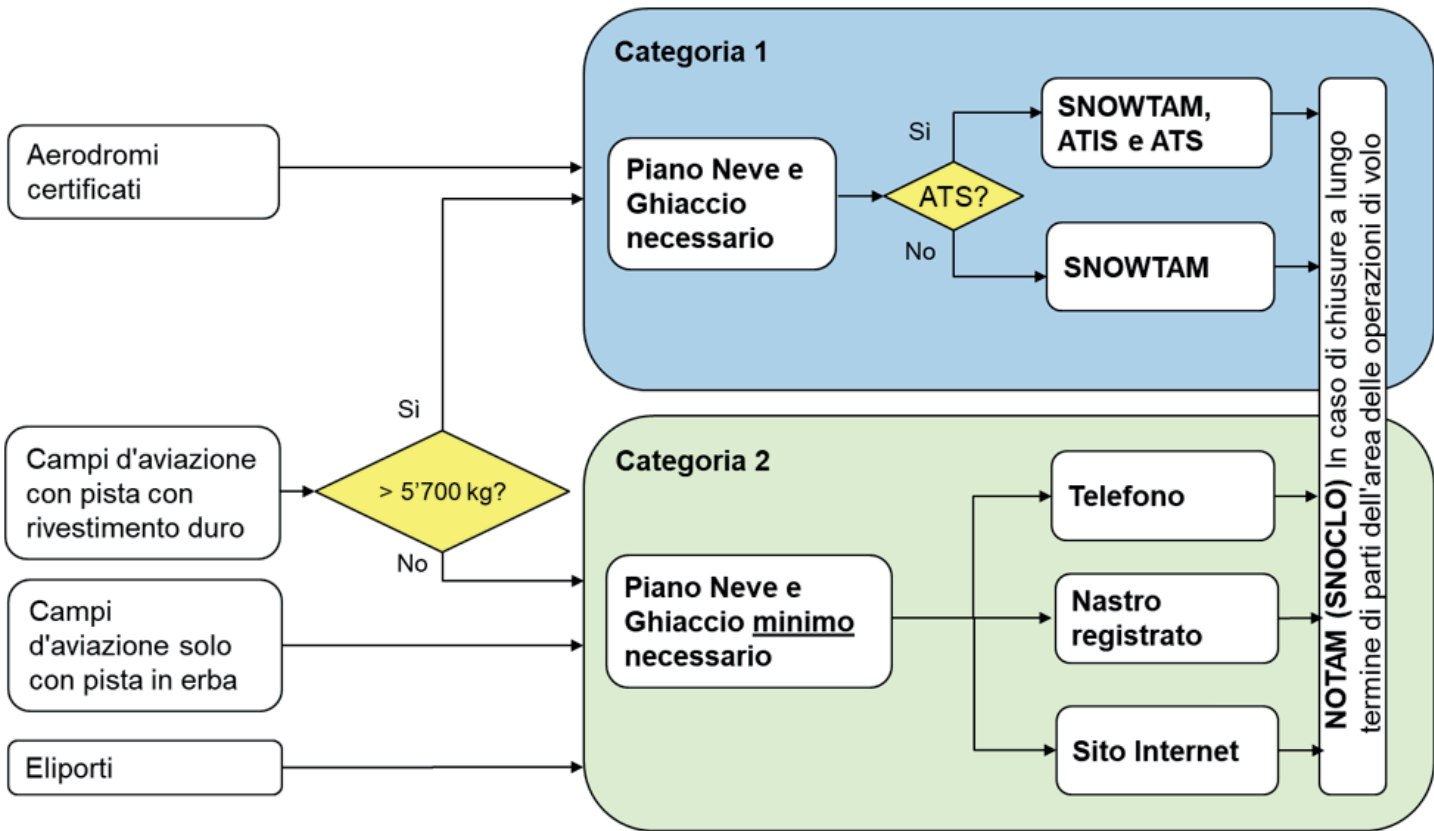 Categoria 1
Aerodromi
certificati
Piano Neve e
Ghiaccio
necessario
ATS?
Sì
No
SNOWTAM,
ATIS e ATS
SNOWTAM
Campi d'aviazione
con pista con
rivestimento duro
> 5'700 kg?
Sì
No
Campi
d'aviazione solo
con pista in erba
Eliporti
Categoria 2
Piano Neve e
Ghiaccio minimo
necessario
Telefono
Nastro
registrato
Sito Internet
NOTAM (SNOCLO) In caso di chiusure a lungo
termine di parti dell'area delle operazioni di volo